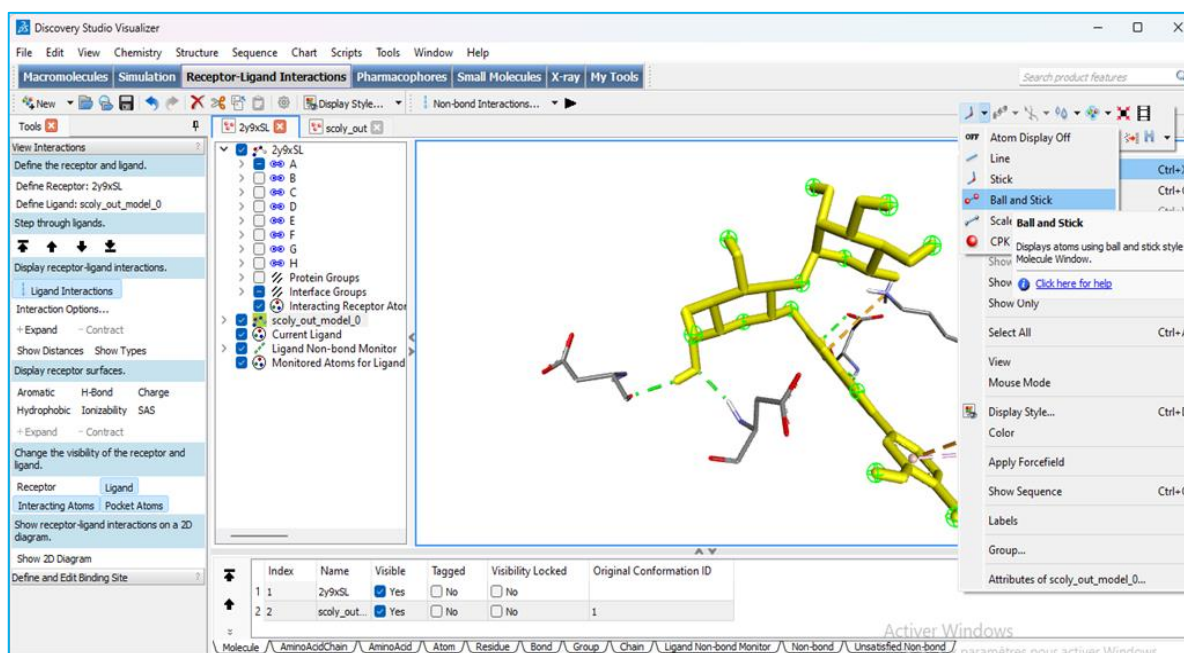 Discovery Studio Visualizer
File Edit View Chemistry Structure Sequence Chart Scripts Tools Window Help
Macromolecules Simulation Receptor-Ligand Interactions Pharmacophores Small Molecules X-ray My Tools
Search product features
New Display Style... Non-bond Interactions...
Tools
2y9xSL scoly_out
View Interactions
Define the receptor and ligand.
Define Receptor: 2y9xSL
Define Ligand: scoly_out_model_0
Step through ligands.
Display receptor-ligand interactions.
Ligand Interactions
Interaction Options...
+ Expand - Contract
Show Distances Show Types
Display receptor surfaces.
Aromatic H-Bond Charge
Hydrophobic Ionizability SAS
+ Expand - Contract
Change the visibility of the receptor and
ligand.
Receptor Ligand
Interacting Atoms Pocket Atoms
Show receptor-ligand interactions on a 2D
diagram.
Show 2D Diagram
Define and Edit Binding Site
2y9xSL
A
B
C
D
E
F
G
H
Protein Groups
Interface Groups
Interacting Receptor Ator
scoly_out_model_0
Current Ligand
Ligand Non-bond Monitor
Monitored Atoms for Ligand
OFF Atom Display Off
Line
Stick
Ball and Stick
Scale
CPK
Ball and Stick
Displays atoms using ball and stick style
Molecule Window.
Click here for help
Show
Show
Show Only
Select All Ctrl+A
View
Mouse Mode
Display Style... Ctrl+D
Color
Apply Forcefield
Show Sequence
Labels
Group...
Attributes of scoly_out_model_0...
Index Name Visible Tagged Visibility Locked Original Conformation ID
1 1 2y9xSL Yes No No
2 2 scoly_out... Yes No No 1
Molecule AminoAcidChain AminoAcid Atom Residue Bond Group Chain Ligand Non-bond Monitor Non-bond Unsatisfied Non-bond
Activer Windows
paramètres pour activer Windows